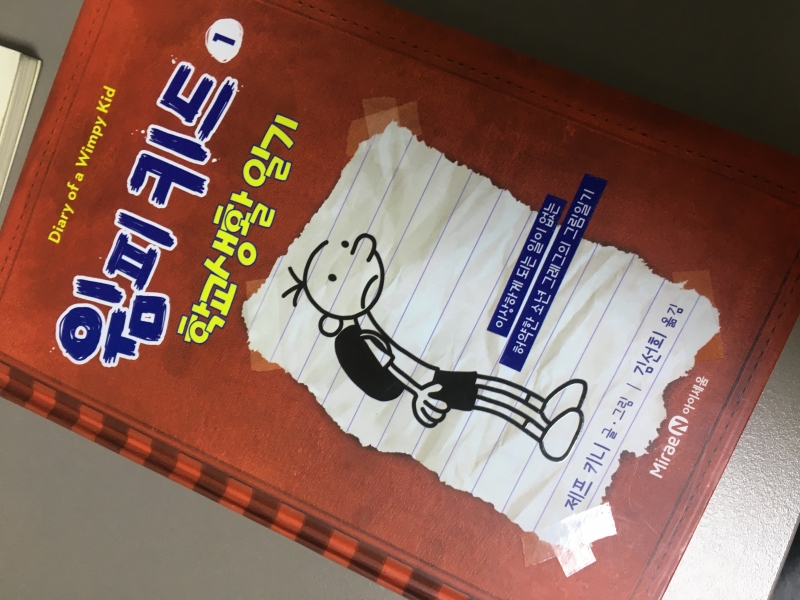 Diary of a Wimpy Kid
윔피 키드 1
학교생활 일기
이상하게 되는 일이 없는
허약한 소년 그레그의 그림일기
제프 키니 글·그림 | 김선희 옮김
Mirae N 아이세움